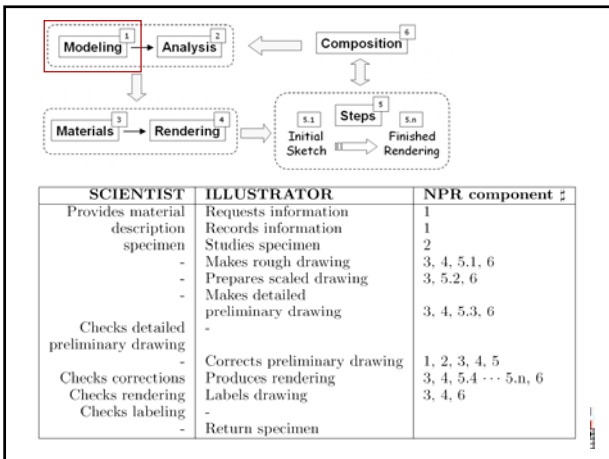 1 2 6
Modeling Analysis Composition
3 4 5.1 Steps 5 5.n
Materials Rendering Initial Finished
Sketch Rendering
SCIENTIST ILLUSTRATOR NPR component ♯
Provides material Requests information 1
description Records information 1
specimen Studies specimen 2
- Makes rough drawing 3, 4, 5.1, 6
- Prepares scaled drawing 3, 5.2, 6
- Makes detailed
preliminary drawing 3, 4, 5.3, 6
Checks detailed -
preliminary drawing
- Corrects preliminary drawing 1, 2, 3, 4, 5
Checks corrections Produces rendering 3, 4, 5.4 ··· 5.n, 6
Checks rendering Labels drawing 3, 4, 6
Checks labeling -
- Return specimen